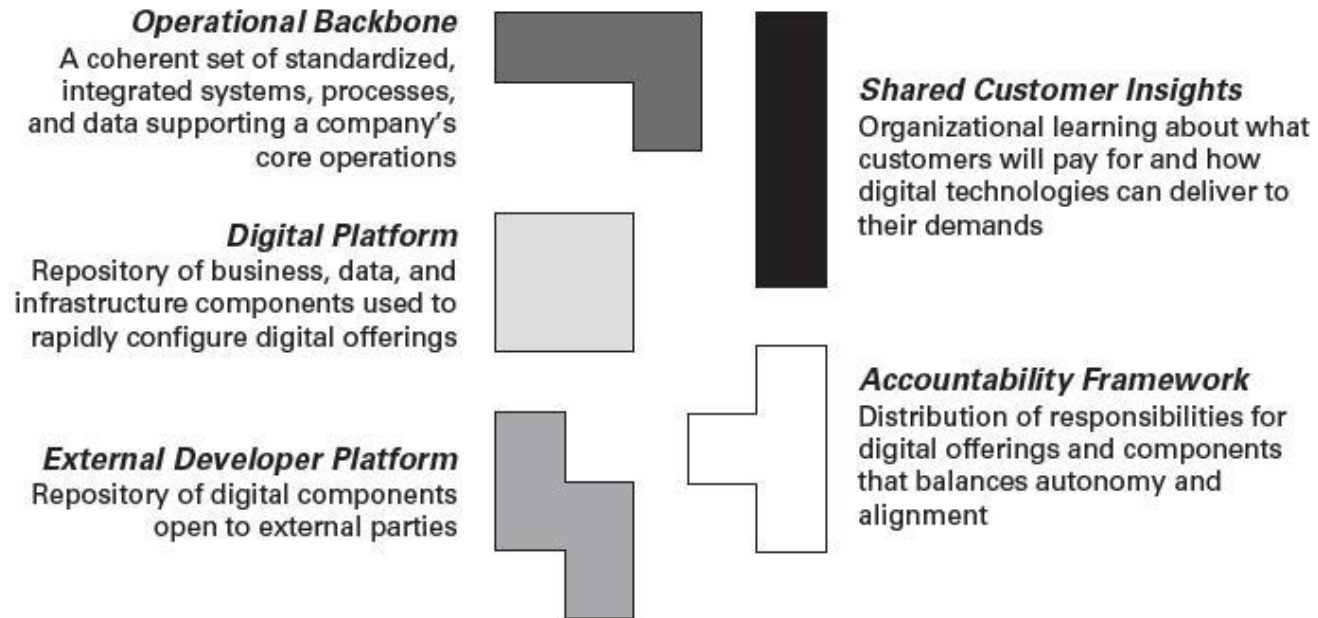 Operational Backbone
A coherent set of standardized,
integrated systems, processes,
and data supporting a company’s
core operations
Digital Platform
Repository of business, data, and
infrastructure components used to
rapidly configure digital offerings
External Developer Platform
Repository of digital components
open to external parties
Shared Customer Insights
Organizational learning about what
customers will pay for and how
digital technologies can deliver to
their demands
Accountability Framework
Distribution of responsibilities for
digital offerings and components
that balances autonomy and
alignment